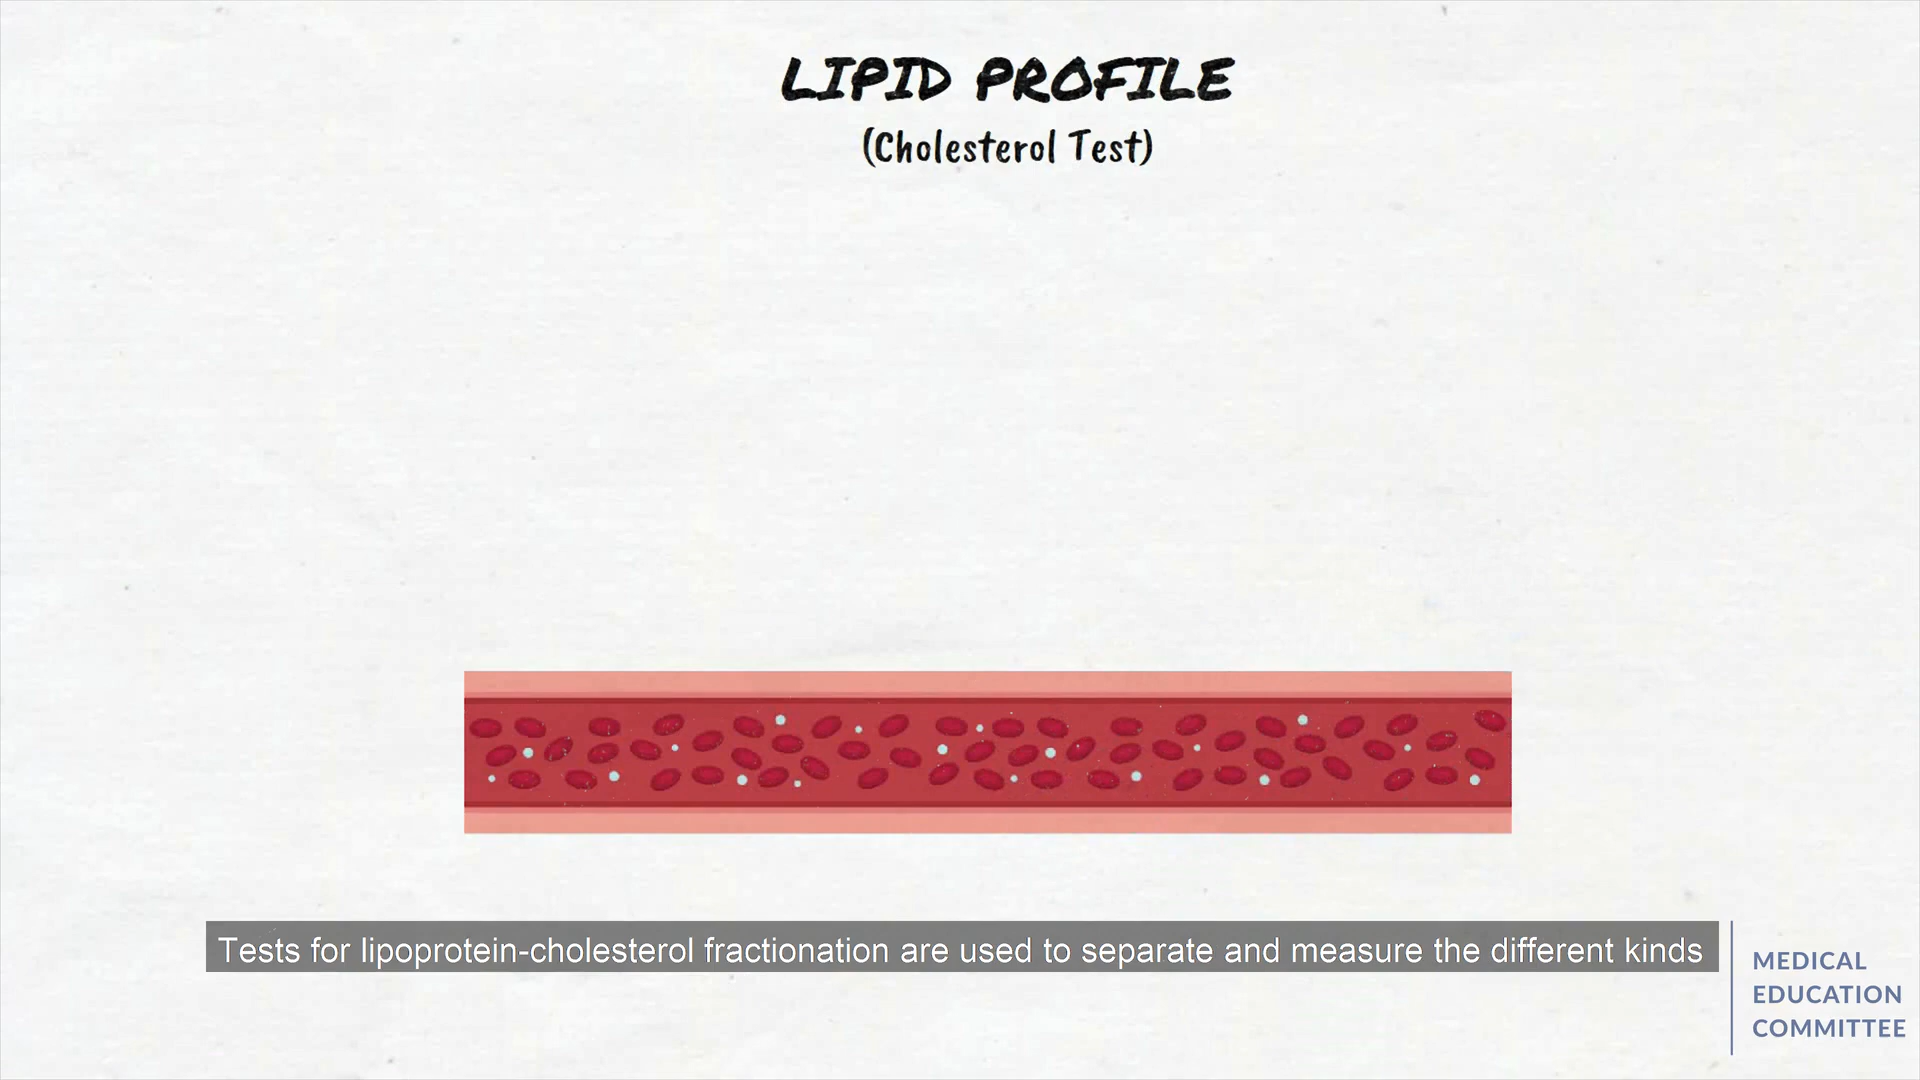 LIPID PROFILE
(Cholesterol Test)
Tests for lipoprotein-cholesterol fractionation are used to separate and measure the different kinds
MEDICAL
EDUCATION
COMMITTEE